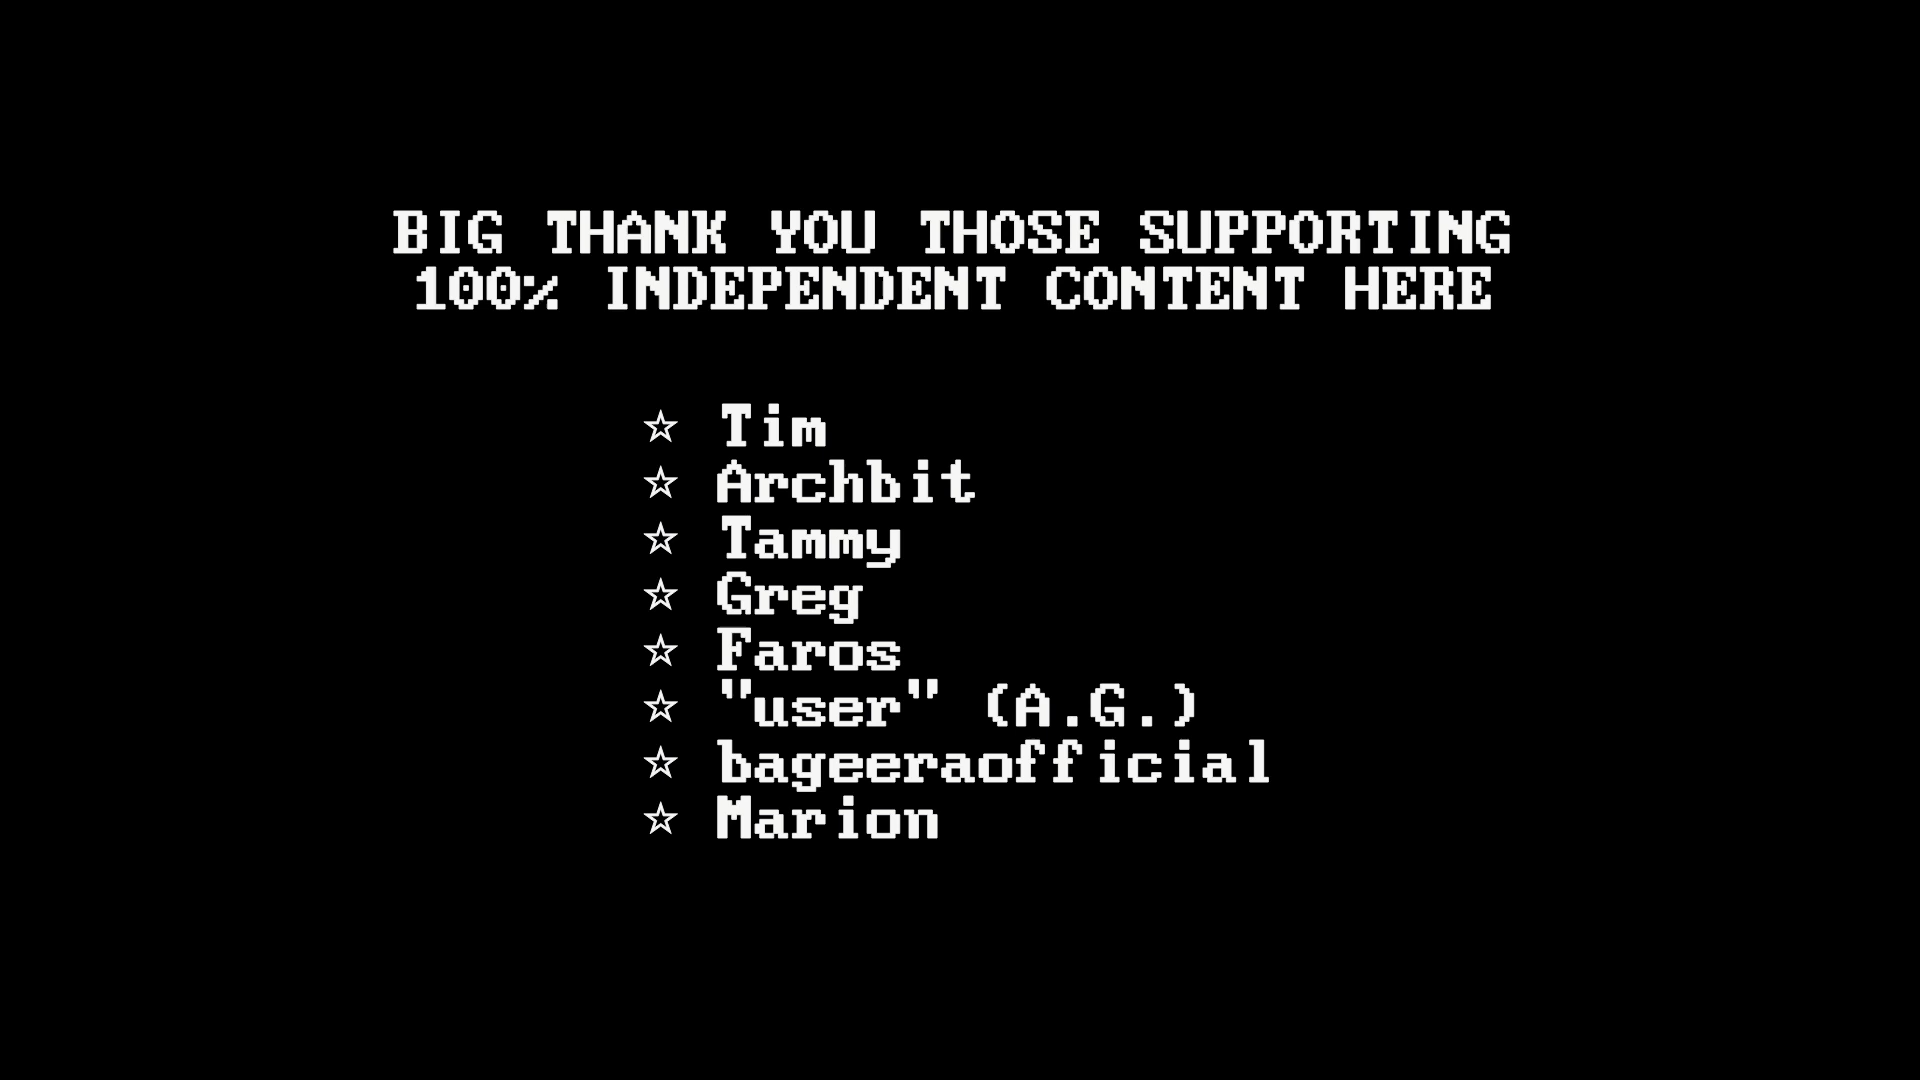 BIG THANK YOU THOSE SUPPORTING
100% INDEPENDENT CONTENT HERE
☆ Tim
☆ Archbit
☆ Tammy
☆ Greg
☆ Faros
☆ "user" (A.G.)
☆ bageeraofficial
☆ Marion